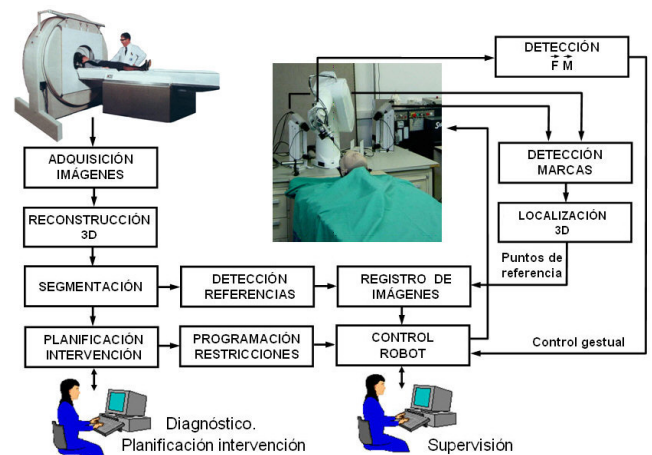 DETECCIÓN
F M
ADQUISICIÓN
IMÁGENES
DETECCIÓN
MARCAS
RECONSTRUCCIÓN
3D
LOCALIZACIÓN
3D
Puntos de
referencia
SEGMENTACIÓN
DETECCIÓN
REFERENCIAS
REGISTRO DE
IMÁGENES
PLANIFICACIÓN
INTERVENCIÓN
PROGRAMACIÓN
RESTRICCIONES
CONTROL
ROBOT
Control gestual
Diagnóstico.
Planificación intervención
Supervisión